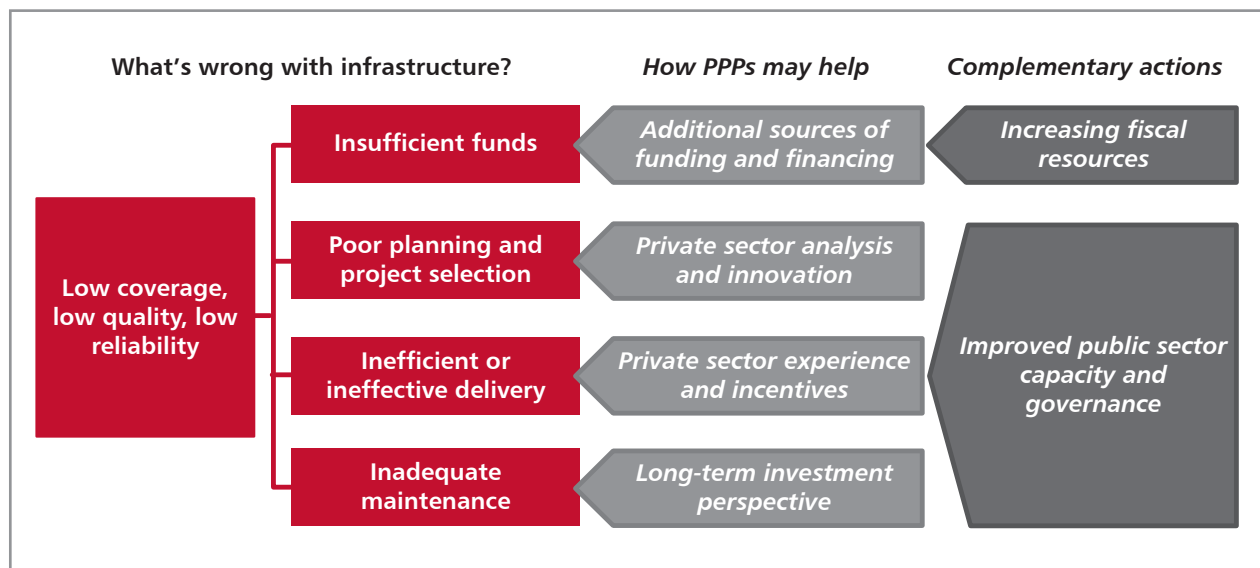 What's wrong with infrastructure?
How PPPs may help
Complementary actions
Low coverage,
low quality, low
reliability
Insufficient funds
Additional sources of
funding and financing
Increasing fiscal
resources
Poor planning and
project selection
Private sector analysis
and innovation
Inefficient or
ineffective delivery
Private sector experience
and incentives
Inadequate
maintenance
Long-term investment
perspective
Improved public sector
capacity and
governance